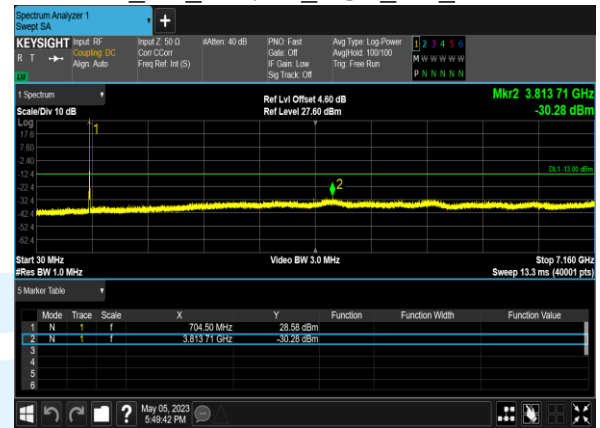 Spectrum Analyzer 1
Swept SA
+
KEYSIGHT Input: RF Input Z: 50 Ω #Atten: 40 dB PNO: Fast Avg Type: Log-Power 1 2 3 4 5 6
R T Coupling: DC Corr CCorr Gate: Off Avg|Hold: 100/100 M W W W W W
Align: Auto Freq Ref: Int (S) IF Gain: Low Trig: Free Run P N N N N N
Sig Track: Off
1 Spectrum
Ref Lvl Offset 4.60 dB Mkr2 3.813 71 GHz
Scale/Div 10 dB Ref Level 27.60 dBm -30.28 dBm
Log
17.6
7.60
-2.40
-12.4
-22.4
-32.4
-42.4
-52.4
-62.4
1
2
DL1 -13.00 dBm
Start 30 MHz Video BW 3.0 MHz Stop 7.160 GHz
#Res BW 1.0 MHz Sweep 13.3 ms (40001 pts)
5 Marker Table
Mode Trace Scale X Y Function Function Width Function Value
1 N 1 f 704.50 MHz 28.58 dBm
2 N 1 f 3.813 71 GHz -30.28 dBm
3
4
5
6
? May 05, 2023
5:49:42 PM